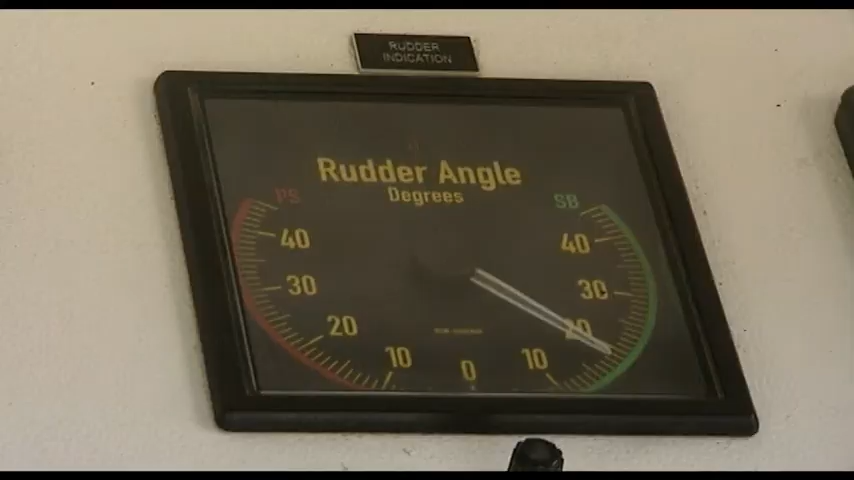 RUDDER
INDICATION
Rudder Angle
Degrees
PS SB
40 40
30 30
20 20
10 0 10